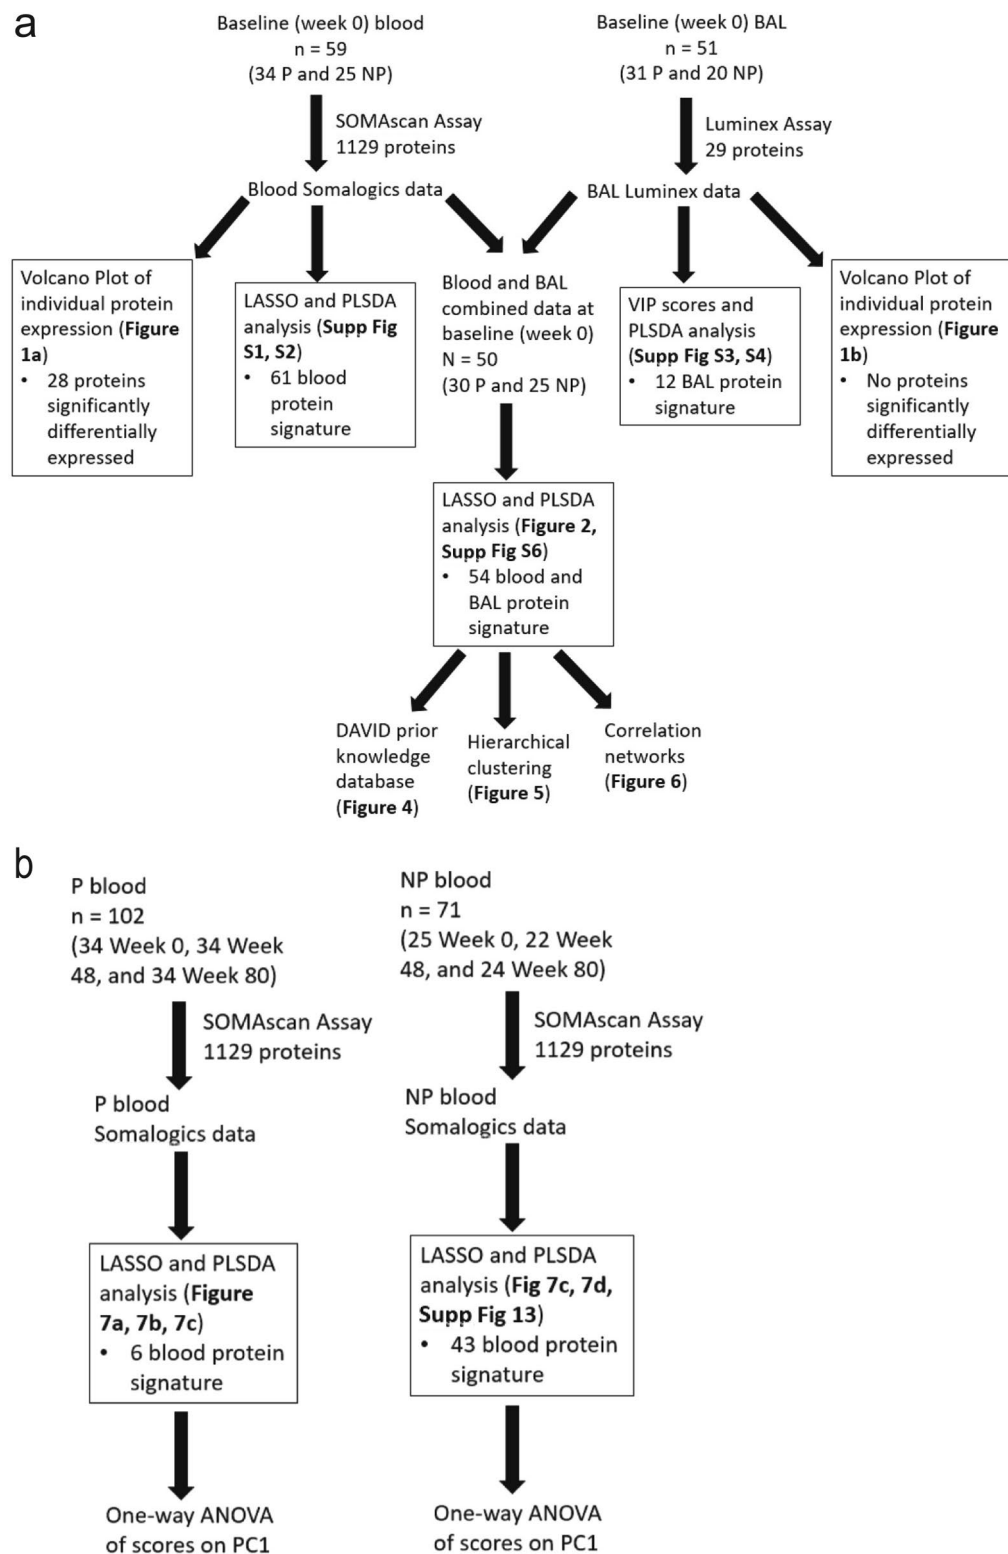 a
Baseline (week 0) blood
n = 59
(34 P and 25 NP)
Baseline (week 0) BAL
n = 51
(31 P and 20 NP)
SOMAscan Assay
1129 proteins
Luminex Assay
29 proteins
Blood Somalogics data
BAL Luminex data
Volcano Plot of
individual protein
expression (Figure
1a)
• 28 proteins
significantly
differentially
expressed
LASSO and PLSDA
analysis (Supp Fig
S1, S2)
• 61 blood
protein
signature
Blood and BAL
combined data at
baseline (week 0)
N = 50
(30 P and 25 NP)
VIP scores and
PLSDA analysis
(Supp Fig S3, S4)
• 12 BAL protein
signature
Volcano Plot of
individual protein
expression (Figure
1b)
• No proteins
significantly
differentially
expressed
LASSO and PLSDA
analysis (Figure 2,
Supp Fig S6)
• 54 blood and
BAL protein
signature
DAVID prior
knowledge
database
(Figure 4)
Hierarchical
clustering
(Figure 5)
Correlation
networks
(Figure 6)
b
P blood
n = 102
(34 Week 0, 34 Week
48, and 34 Week 80)
SOMAscan Assay
1129 proteins
P blood
Somalogics data
LASSO and PLSDA
analysis (Figure
7a, 7b, 7c)
• 6 blood protein
signature
One-way ANOVA
of scores on PC1
NP blood
n = 71
(25 Week 0, 22 Week
48, and 24 Week 80)
SOMAscan Assay
1129 proteins
NP blood
Somalogics data
LASSO and PLSDA
analysis (Fig 7c, 7d,
Supp Fig 13)
• 43 blood protein
signature
One-way ANOVA
of scores on PC1